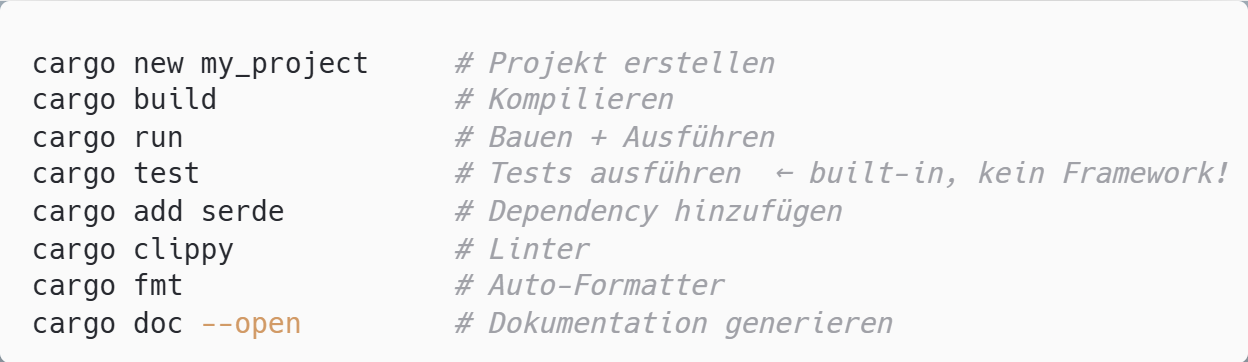 cargo new my_project     # Projekt erstellen
cargo build              # Kompilieren
cargo run                # Bauen + Ausführen
cargo test               # Tests ausführen  ← built-in, kein Framework!
cargo add serde          # Dependency hinzufügen
cargo clippy             # Linter
cargo fmt                # Auto-Formatter
cargo doc --open         # Dokumentation generieren